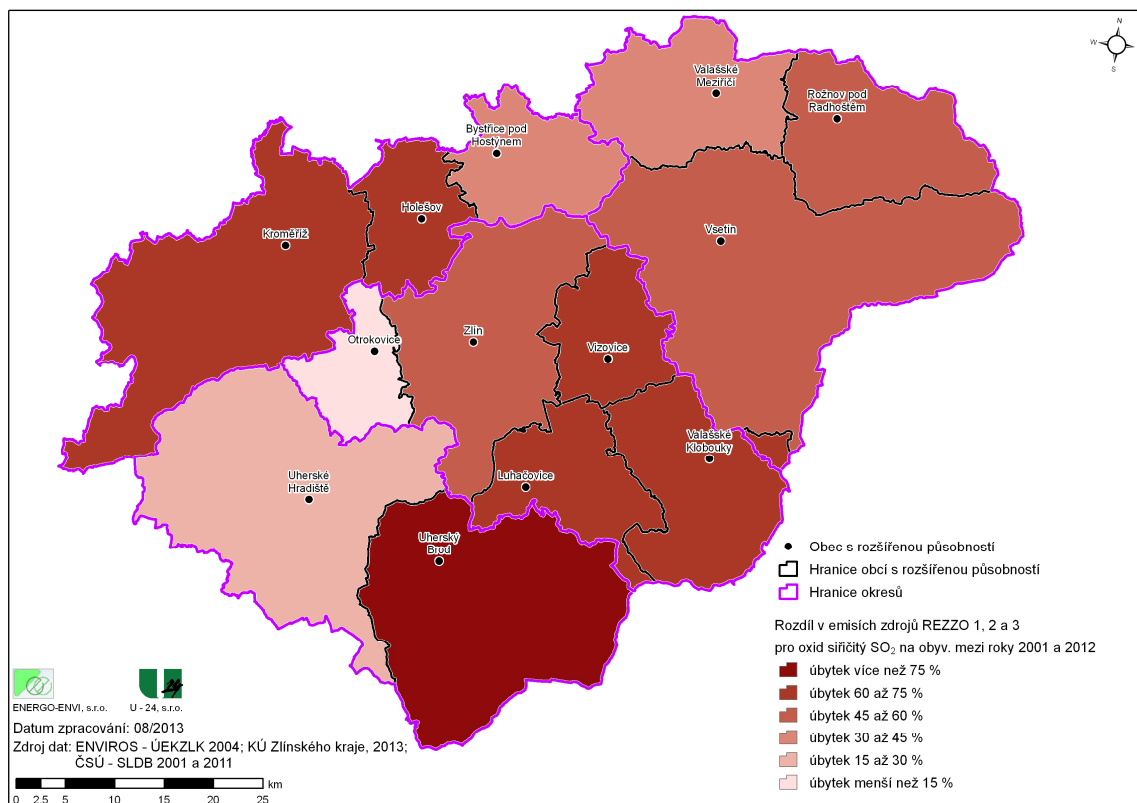 N
W
S
Valašské
Meziříčí
Rožnov pod
Radhoštěm
Bystřice pod
Hostýnem
Holešov
Kroměříž
Vsetín
Otrokovice
Zlín
Vizovice
Valašské
Klobouky
Uherské
Hradiště
Luhačovice
Uherský
Brod
Obec s rozšířenou působností
Hranice obcí s rozšířenou působností
Hranice okresů
Rozdíl v emisích zdrojů REZZO 1, 2 a 3
pro oxid siřičitý SO₂ na obyv. mezi roky 2001 a 2012
úbytek více než 75 %
úbytek 60 až 75 %
úbytek 45 až 60 %
úbytek 30 až 45 %
úbytek 15 až 30 %
úbytek menší než 15 %
24
ENERGO-ENVI, s.r.o. U - 24, s.r.o.
Datum zpracování: 08/2013
Zdroj dat: ENVIROS - ÚEKZLK 2004; KÚ Zlínského kraje, 2013;
ČSÚ - SLDB 2001 a 2011
km
0 2.5 5 10 15 20 25